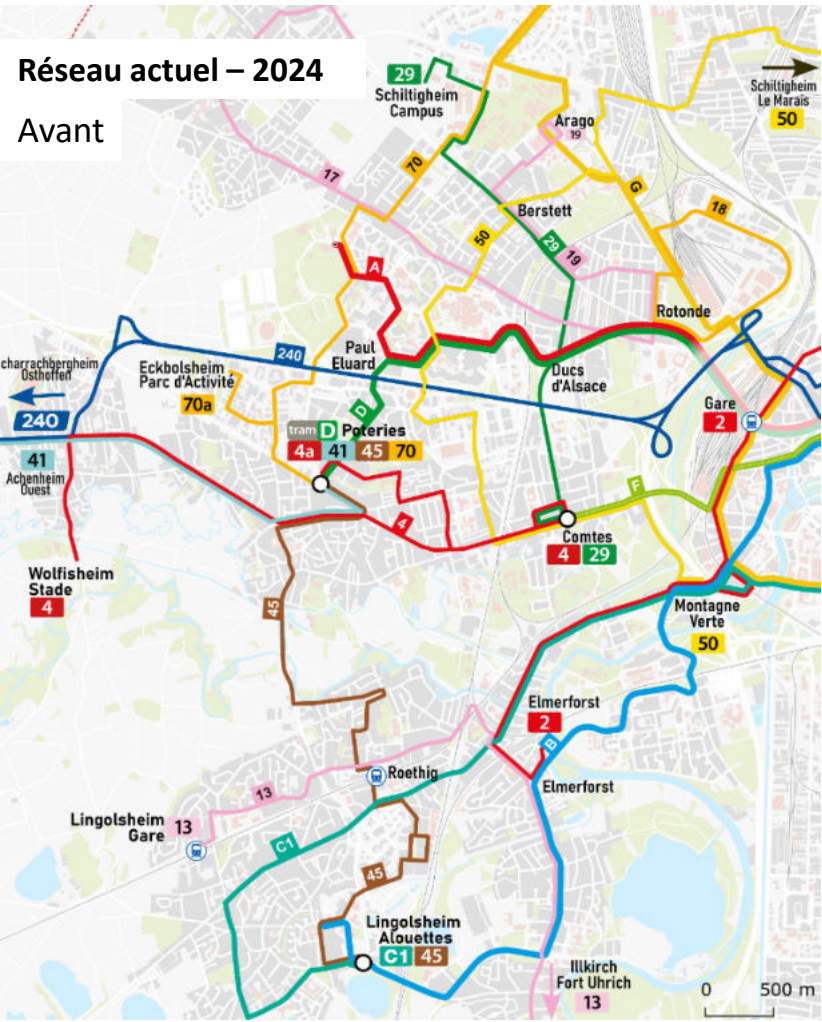 Réseau actuel – 2024
Avant
29
Schiltigheim
Campus
Schiltigheim
Le Marais
50
Arago
19
70
17
G
18
Berstett
50
29
19
A
Rotonde
Paul
Eluard
240
charrachbergheim
Osthoffen
240
Eckbolsheim
Parc d'Activité
70a
Ducs
d'Alsace
D
Gare
2
tram D Poteries
4a 41 45 70
41
Achenheim
Ouest
F
4
Comtes
4 29
Wolfisheim
Stade
4
45
Montagne
Verte
50
Elmerforst
2
B
Roethig
Elmerforst
13
Lingolsheim
Gare
13
C1
45
Lingolsheim
Alouettes
C1 45
Illkirch
Fort Uhrich
13
0 500 m